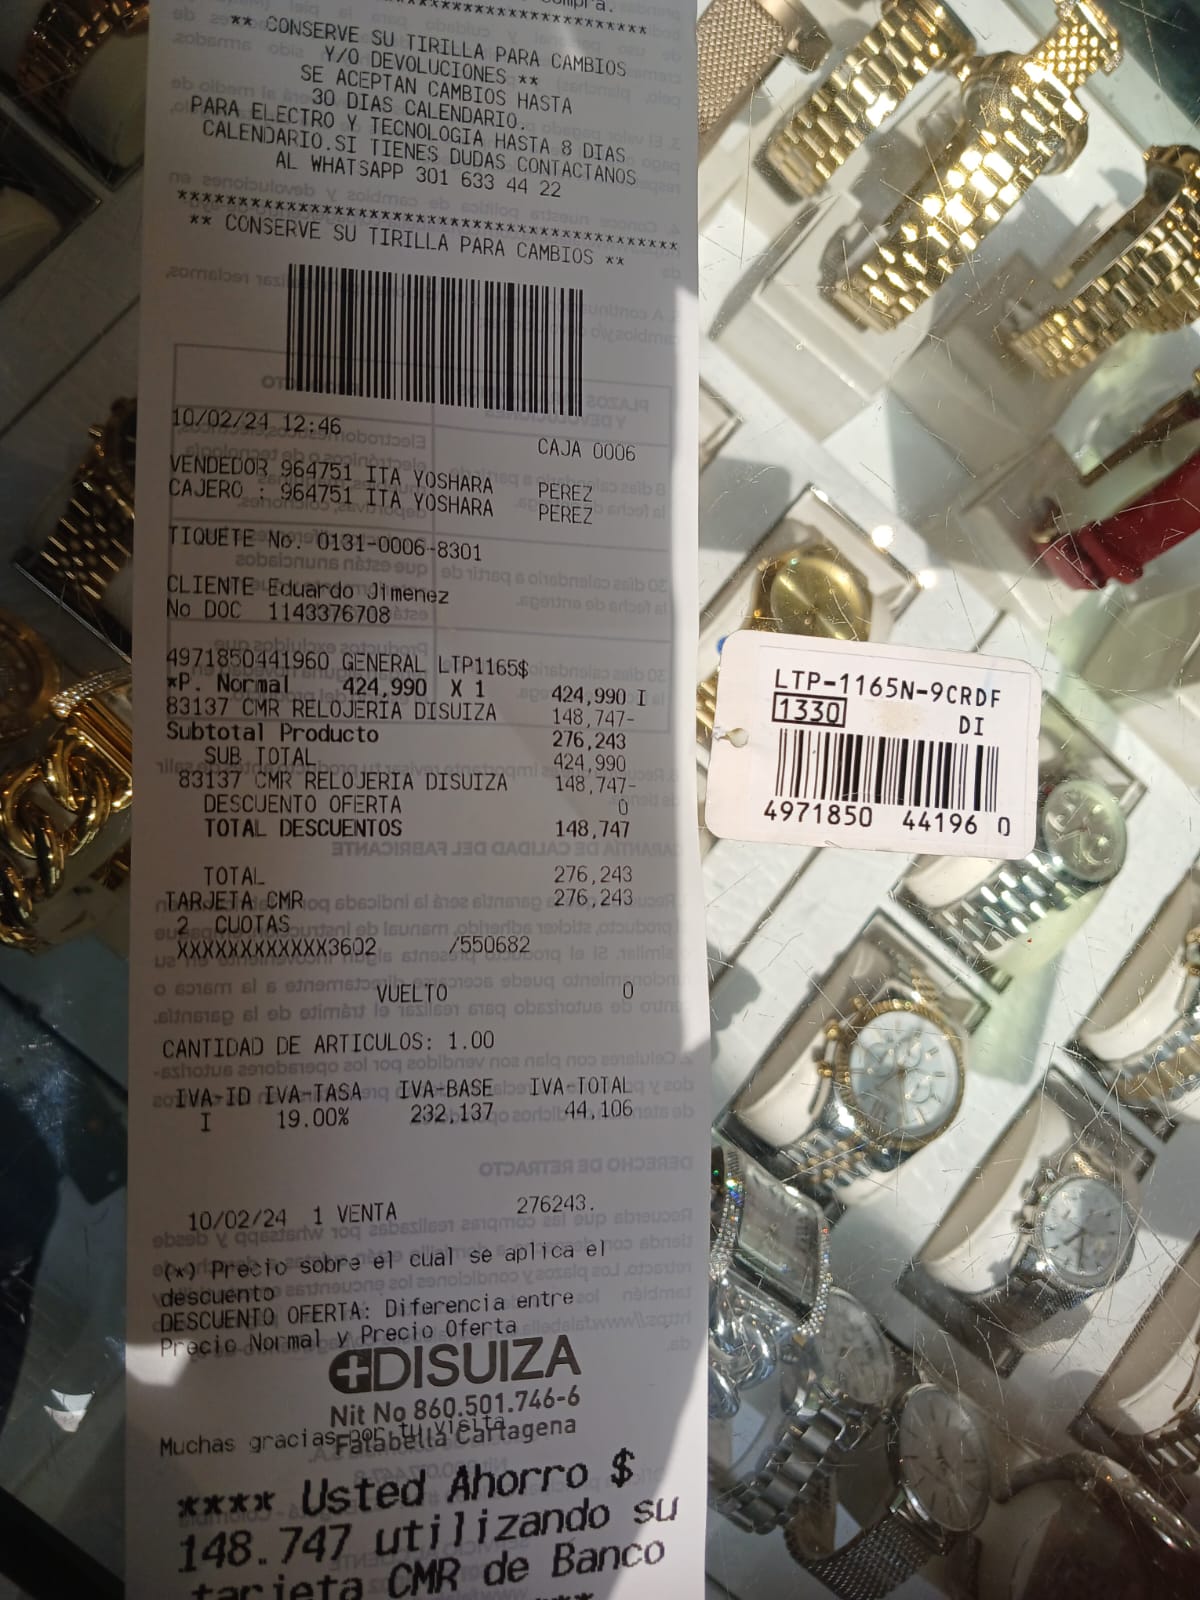 compra.
****************************************
** CONSERVE SU TIRILLA PARA CAMBIOS
Y/O DEVOLUCIONES **
SE ACEPTAN CAMBIOS HASTA
30 DIAS CALENDARIO.
PARA ELECTRO Y TECNOLOGIA HASTA 8 DIAS
CALENDARIO.SI TIENES DUDAS CONTACTANOS
AL WHATSAPP 301 633 44 22
****************************************
** CONSERVE SU TIRILLA PARA CAMBIOS **
10/02/24 12:46
CAJA 0006
VENDEDOR 964751 ITA YOSHARA PEREZ
CAJERO : 964751 ITA YOSHARA PEREZ
TIQUETE No. 0131-0006-8301
CLIENTE Eduardo Jimenez
No DOC 1143376708
4971850441960 GENERAL LTP1165$
*P. Normal 424,990 X 1 424,990 I
83137 CMR RELOJERIA DISUIZA 148,747-
Subtotal Producto 276,243
SUB TOTAL 424,990
83137 CMR RELOJERIA DISUIZA 148,747-
DESCUENTO OFERTA 0
TOTAL DESCUENTOS 148,747
TOTAL 276,243
TARJETA CMR 276,243
2 CUOTAS
XXXXXXXXXXXX3602 /550682
VUELTO 0
CANTIDAD DE ARTICULOS: 1.00
IVA-ID IVA-TASA IVA-BASE IVA-TOTAL
I 19.00% 232,137 44,106
10/02/24 1 VENTA 276243.
(*) Precio sobre el cual se aplica el
descuento
DESCUENTO OFERTA: Diferencia entre
Precio Normal y Precio Oferta
DISUIZA
Nit No 860.501.746-6
Muchas gracias por tu visita
Falabella Cartagena
**** Usted Ahorro $
148.747 utilizando su
tarjeta CMR de Banco
LTP-1165N-9CRDF
1330 DI
4971850 44196 0